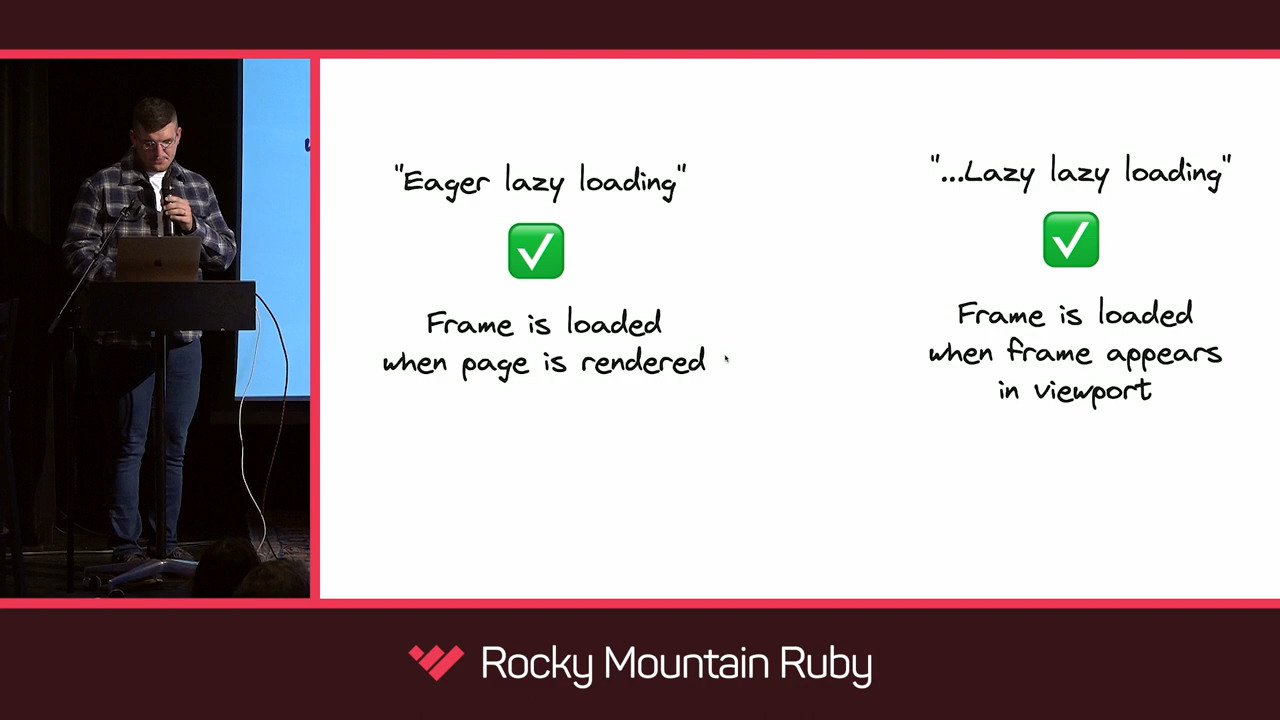 "Eager lazy loading"
✅
Frame is loaded
when page is rendered
"...Lazy lazy loading"
✅
Frame is loaded
when frame appears
in viewport
Rocky Mountain Ruby